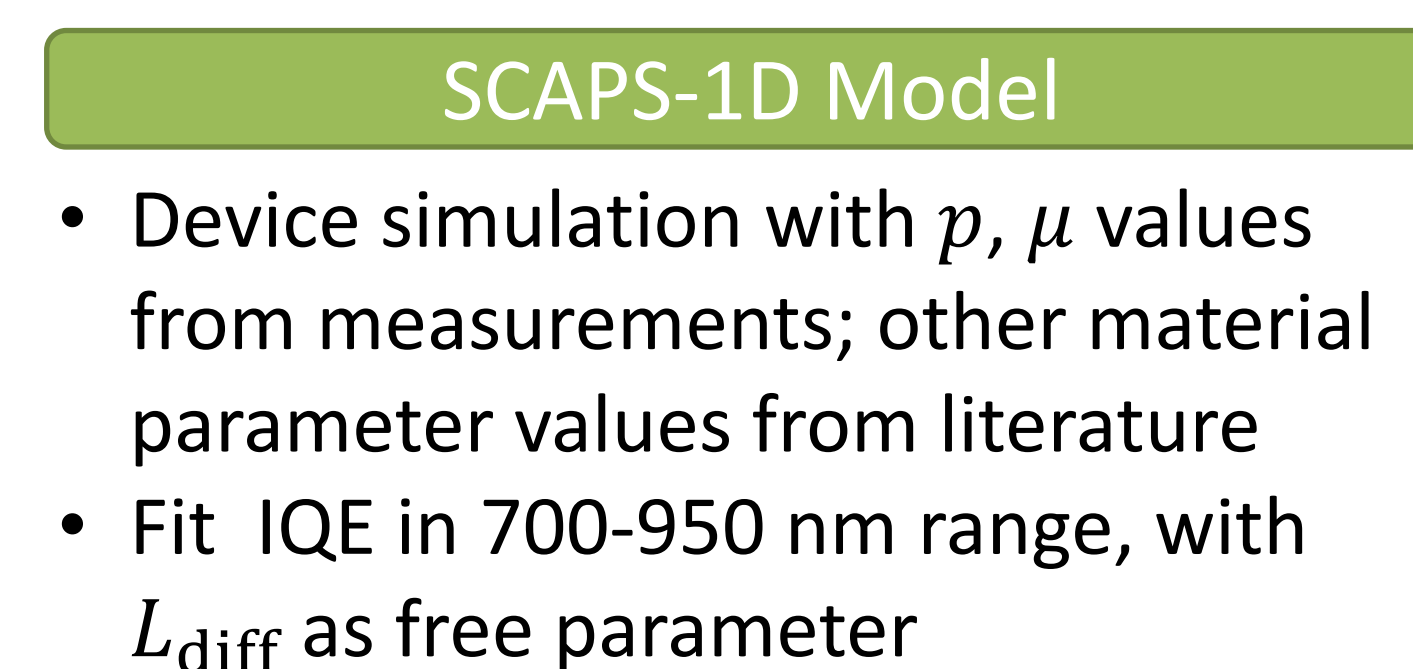 SCAPS-1D Model
• Device simulation with p, μ values
from measurements; other material
parameter values from literature
• Fit  IQE in 700-950 nm range, with
L_diff as free parameter